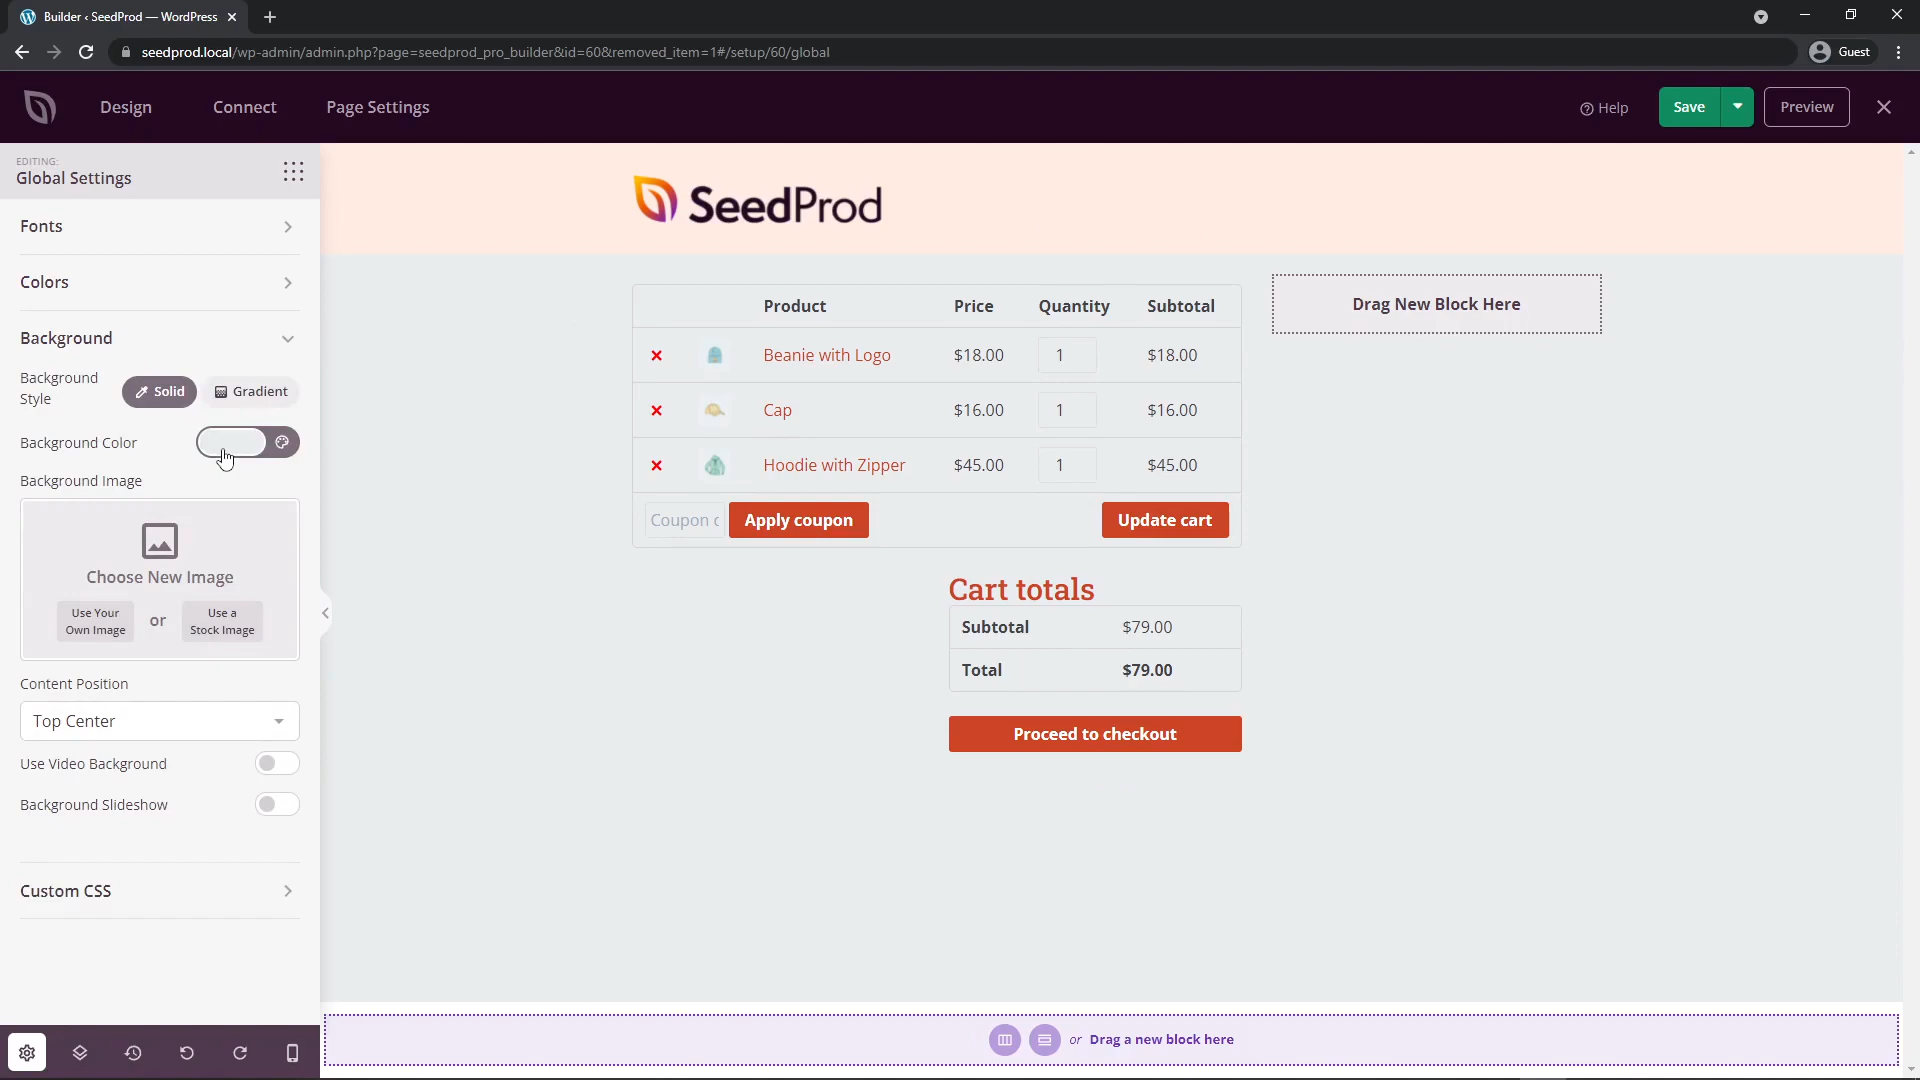 Builder ‹ SeedProd — WordPress
seedprod.local/wp-admin/admin.php?page=seedprod_pro_builder&id=60&removed_item=1#/setup/60/global
Guest
Design
Connect
Page Settings
Help
Save
Preview
EDITING:
Global Settings
Fonts
Colors
Background
Background
Style
Solid
Gradient
Background Color
Background Image
Choose New Image
Use Your
Own Image
or
Use a
Stock Image
Content Position
Top Center
Use Video Background
Background Slideshow
Custom CSS
SeedProd
Product Price Quantity Subtotal
× Beanie with Logo $18.00 1 $18.00
× Cap $16.00 1 $16.00
× Hoodie with Zipper $45.00 1 $45.00
Coupon c
Apply coupon
Update cart
Cart totals
Subtotal $79.00
Total $79.00
Proceed to checkout
Drag New Block Here
or Drag a new block here